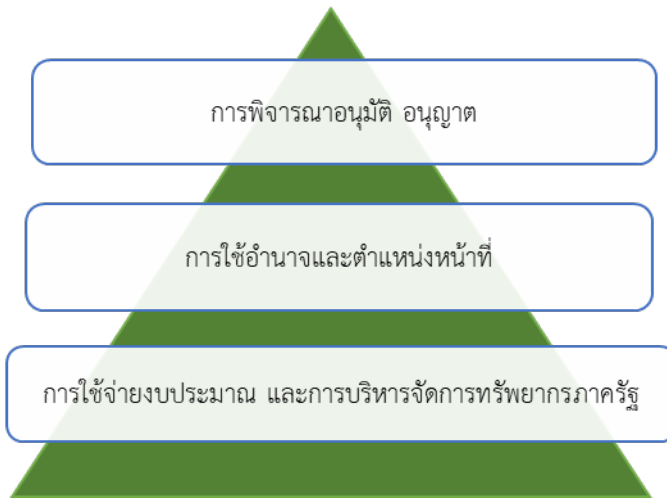 การพิจารณาอนุมัติ อนุญาต
การใช้อำนาจและตำแหน่งหน้าที่
การใช้จ่ายงบประมาณ และการบริหารจัดการทรัพยากรภาครัฐ